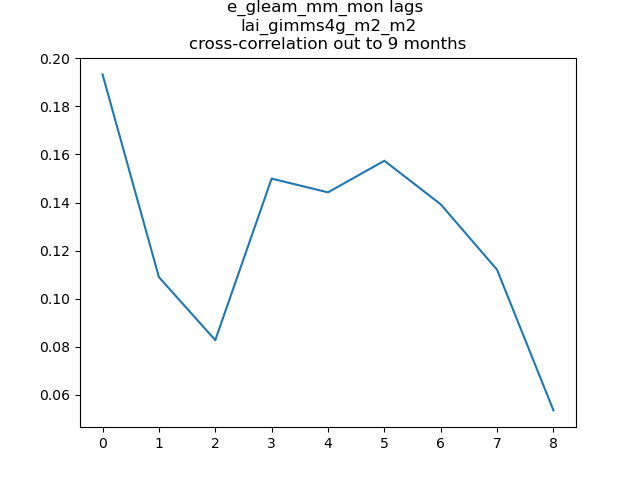 e_gleam_mm_mon lags
lai_gimms4g_m2_m2
cross-correlation out to 9 months
0.20
0.18
0.16
0.14
0.12
0.10
0.08
0.06
0 1 2 3 4 5 6 7 8